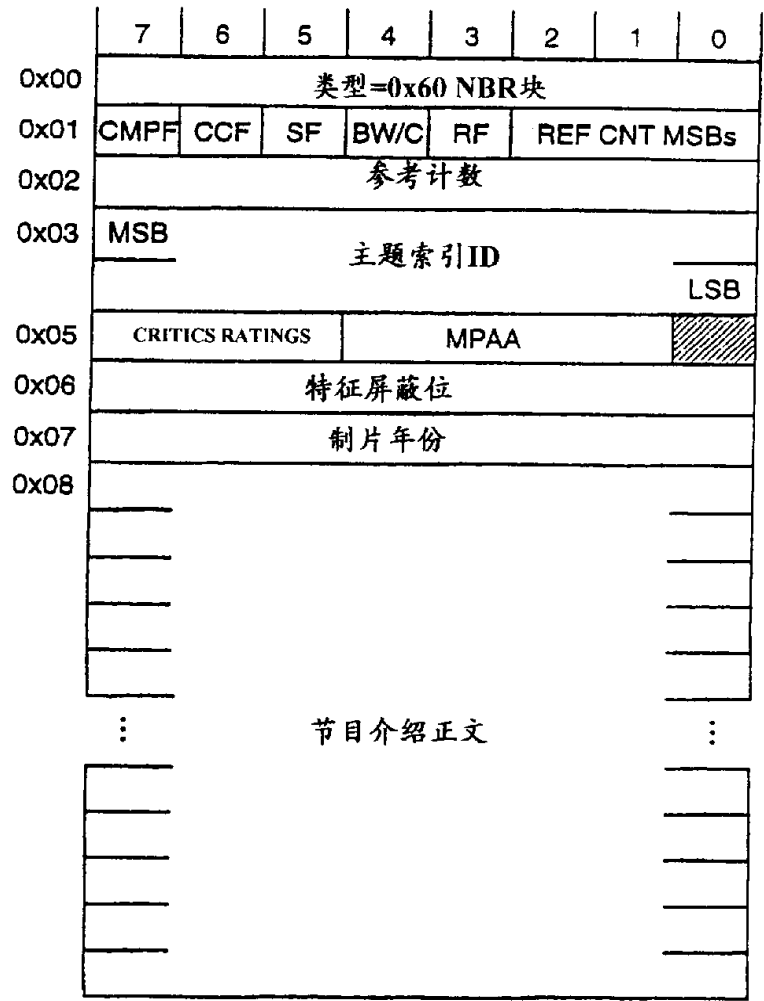 7 6 5 4 3 2 1 0
0x00 类型=0x60 NBR块
0x01 CMPF CCF SF BW/C RF REF CNT MSBs
0x02 参考计数
0x03 MSB
主题索引ID
LSB
0x05 CRITICS RATINGS MPAA
0x06 特征屏蔽位
0x07 制片年份
0x08
节目介绍正文